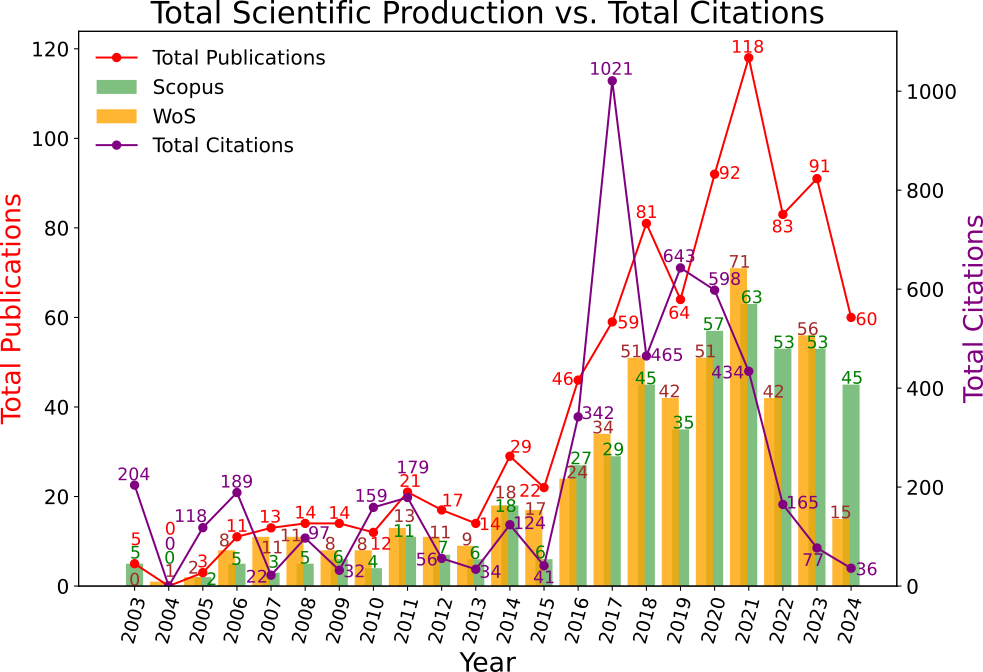 Total Scientific Production vs. Total Citations
Total Publications
Scopus
WoS
Total Citations
120
100
80
60
40
20
0
Total Publications
1000
800
600
400
200
0
Total Citations
204 5 5 0
0 0 0 1
118 3 2 2
189 11 8 5
13 11 3 22
14 11 5 97
14 8 6 32
159 12 8 4
179 21 13 11
17 11 7 56
14 9 6 34
29 18 18 124
22 17 6 41
46 342 27 24
1021 59 34 29
81 51 45 465
643 64 42 35
92 598 57 51
118 71 63 434
83 53 42 165
91 56 53 77
60 45 15 36
2003 2004 2005 2006 2007 2008 2009 2010 2011 2012 2013 2014 2015 2016 2017 2018 2019 2020 2021 2022 2023 2024
Year